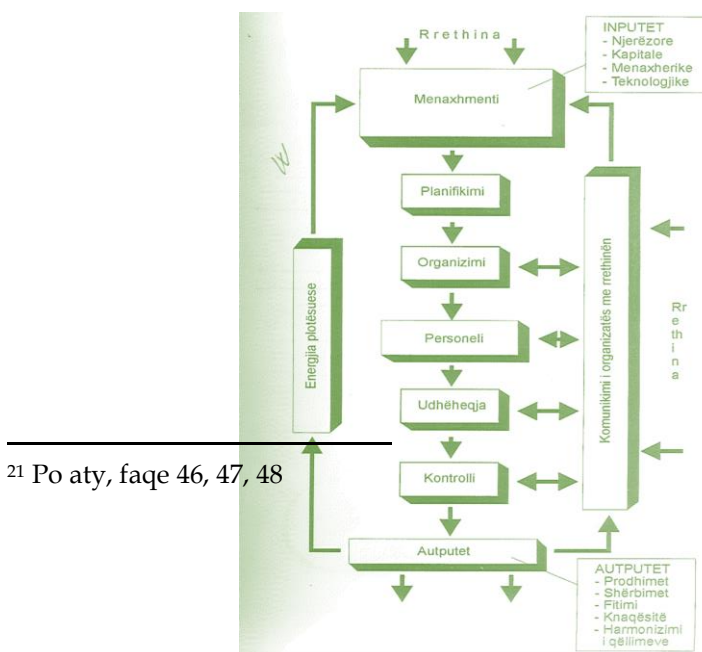 Rrethina
INPUTET
- Njerëzore
- Kapitale
- Menaxherike
- Teknologjike
Menaxhmenti
Planifikimi
Organizimi
Personeli
Udhëheqja
Kontrolli
Autputet
Energjia plotësuese
Komunikimi i organizatës me rrethinën
Rr
e
th
i
n
a
AUTPUTET
- Prodhimet
- Shërbimet
- Fitimi
- Knaqësitë
- Harmonizimi
i qëllimeve
21 Po aty, faqe 46, 47, 48